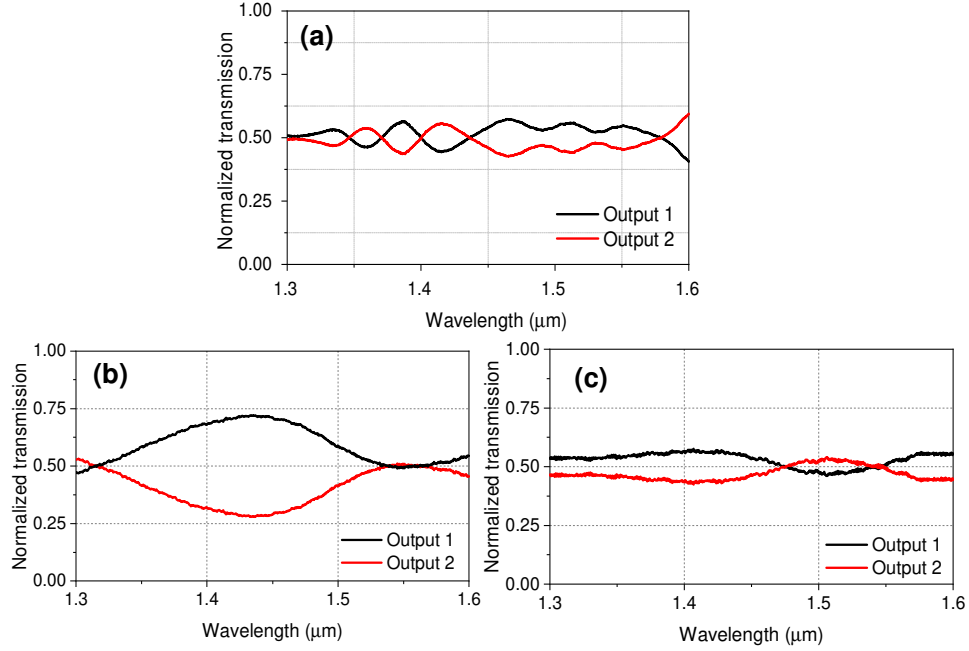 (a)
Normalized transmission
1.00
0.75
0.50
0.25
0.00
Output 1
Output 2
1.3
1.4
1.5
1.6
Wavelength (μm)
(b)
Normalized transmission
1.00
0.75
0.50
0.25
0.00
Output 1
Output 2
1.3
1.4
1.5
1.6
Wavelength (μm)
(c)
Normalized transmission
1.00
0.75
0.50
0.25
0.00
Output 1
Output 2
1.3
1.4
1.5
1.6
Wavelength (μm)